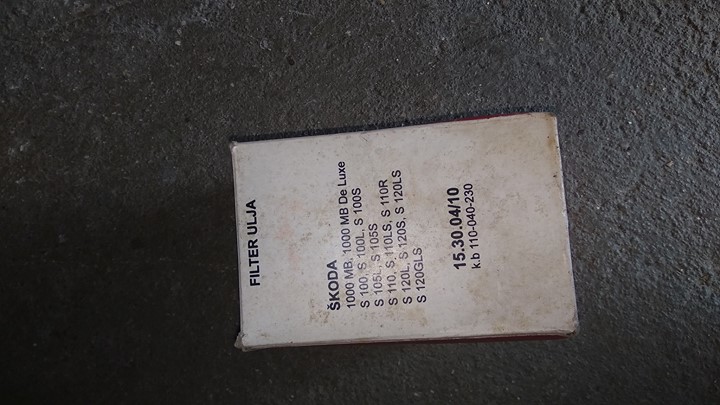 FILTER ULJA
ŠKODA
1000 MB, 1000 MB De Luxe
S 100, S 100L, S 100S
S 105L, S 105S
S 110, S 110LS, S 110R
S 120L, S 120S, S 120LS
S 120GLS
15.30.04/10
k.b 110-040-230